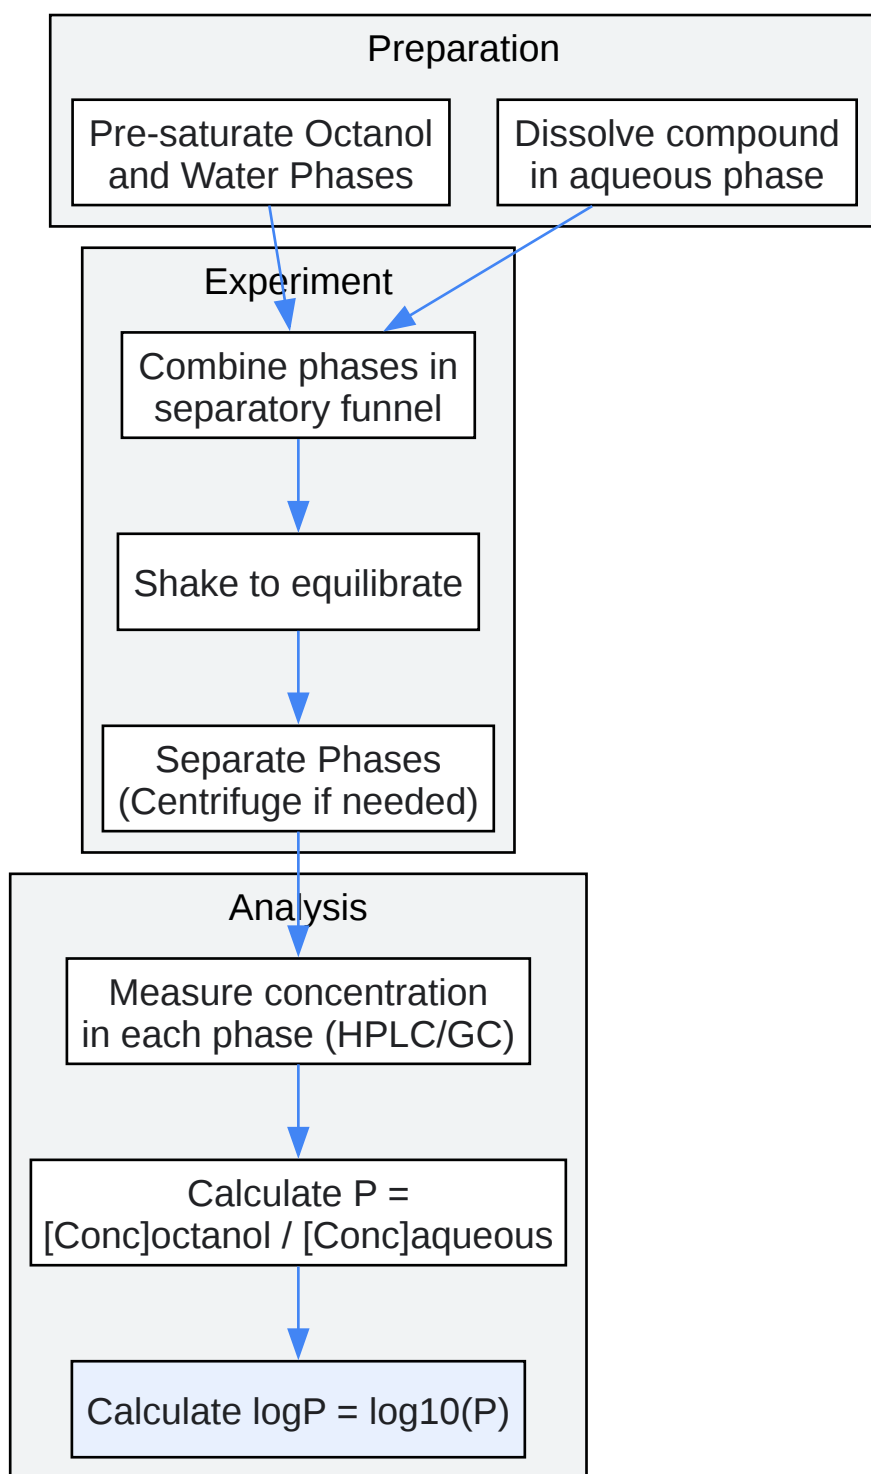 Preparation
Pre-saturate Octanol
and Water Phases
Dissolve compound
in aqueous phase
Experiment
Combine phases in
separatory funnel
Shake to equilibrate
Separate Phases
(Centrifuge if needed)
Analysis
Measure concentration
in each phase (HPLC/GC)
Calculate P =
[Conc]octanol / [Conc]aqueous
Calculate logP = log10(P)